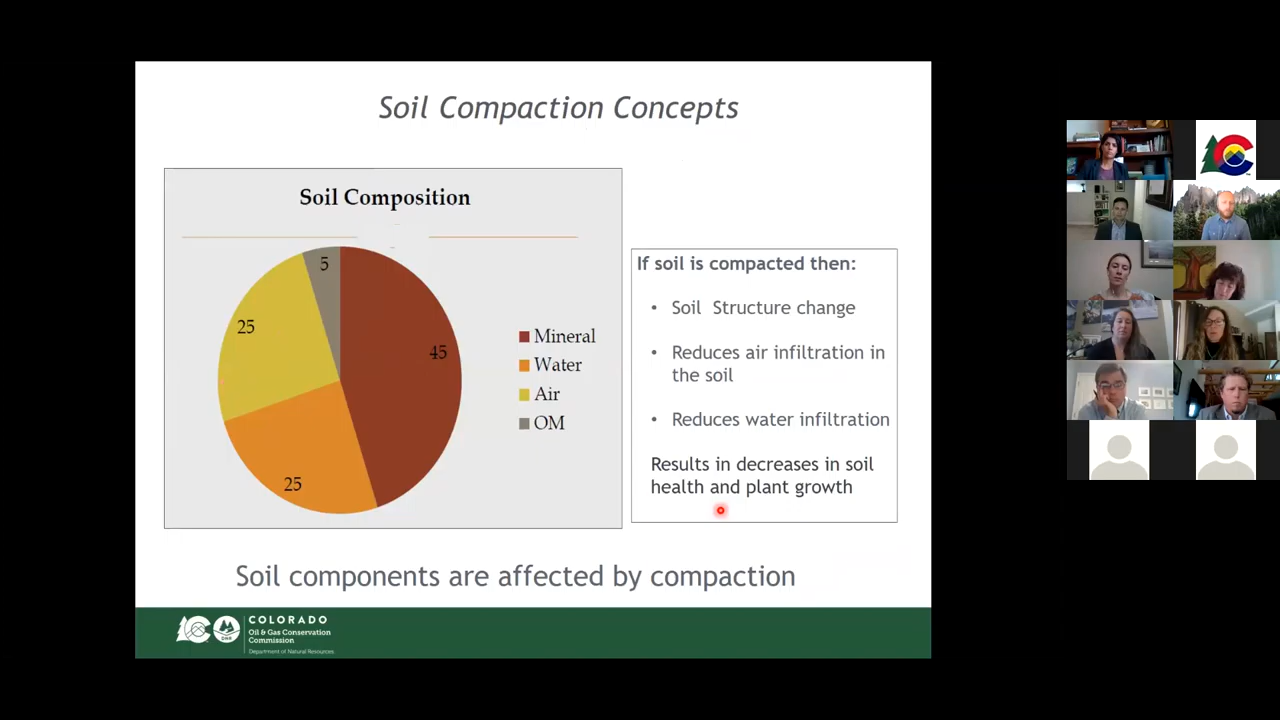 Soil Compaction Concepts
Soil Composition
5
25
45
25
Mineral
Water
Air
OM
If soil is compacted then:
• Soil Structure change
• Reduces air infiltration in
the soil
• Reduces water infiltration
Results in decreases in soil
health and plant growth
Soil components are affected by compaction
COLORADO
Oil & Gas Conservation
Commission
Department of Natural Resources
DNR